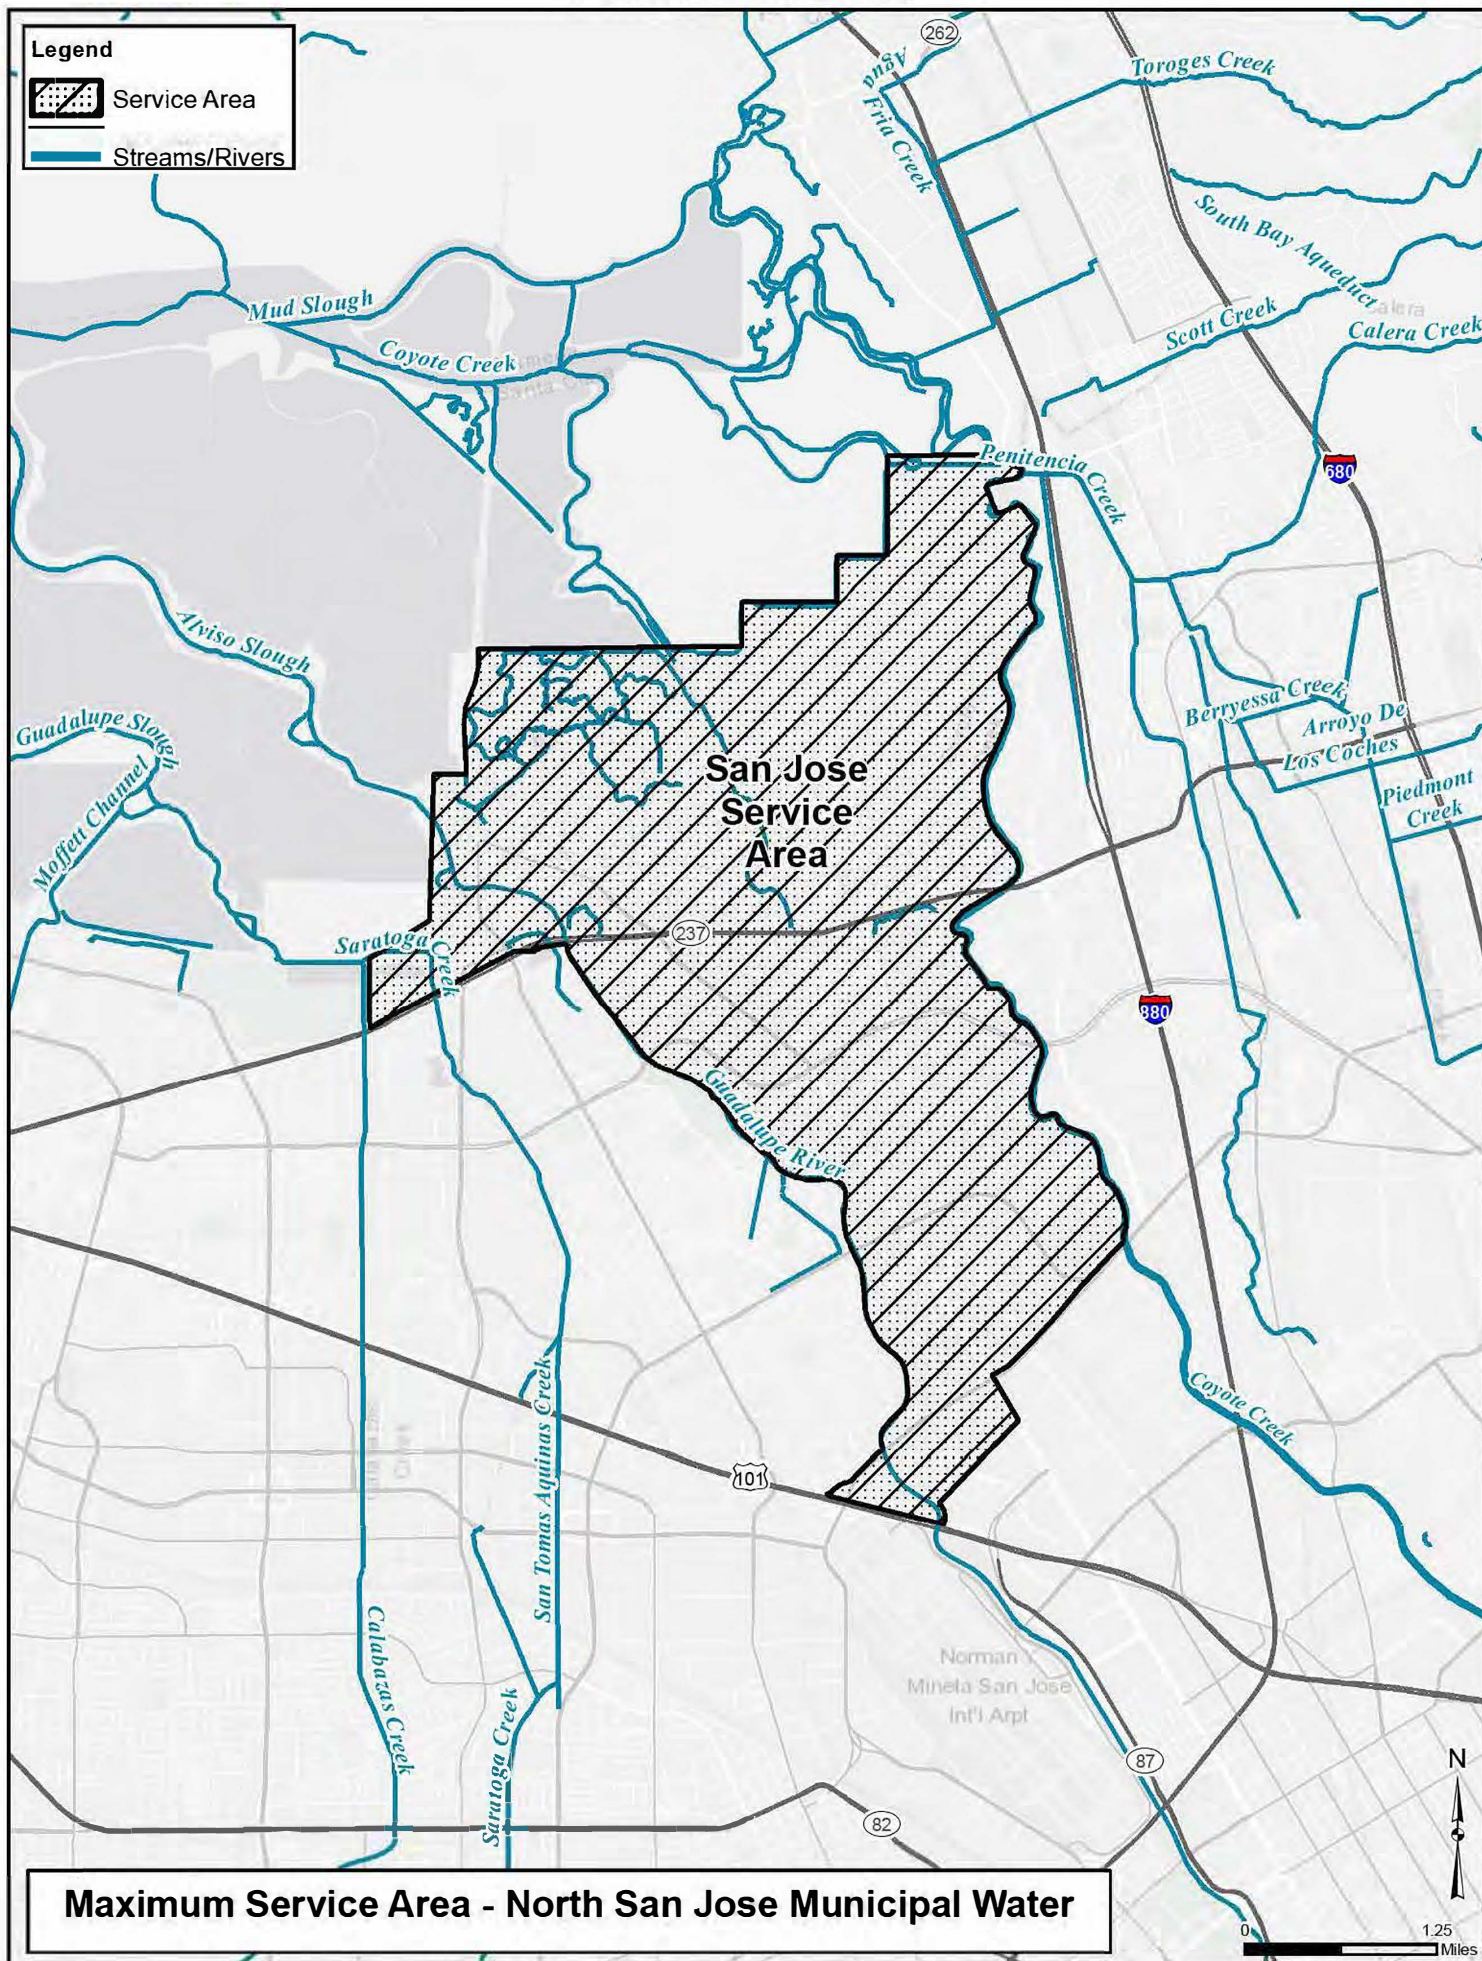 Legend
Service Area
Streams/Rivers
262
Agua
Fria Creek
Toroges Creek
South Bay Aqueduct
Mud Slough
Coyote Creek
Scott Creek
Calera Creek
Penitencia Creek
680
Alviso Slough
Guadalupe Slough
Moffett Channel
Berryessa Creek
Arroyo De
Los Coches
Piedmont
Creek
San Jose
Service
Area
Saratoga Creek
237
880
Guadalupe River
San Tomas Aquinas Creek
Coyote Creek
101
Calabazas Creek
Saratoga Creek
Norman Y
Mineta San Jose
Int'l Arpt
87
82
N
Maximum Service Area - North San Jose Municipal Water
0 1.25
Miles